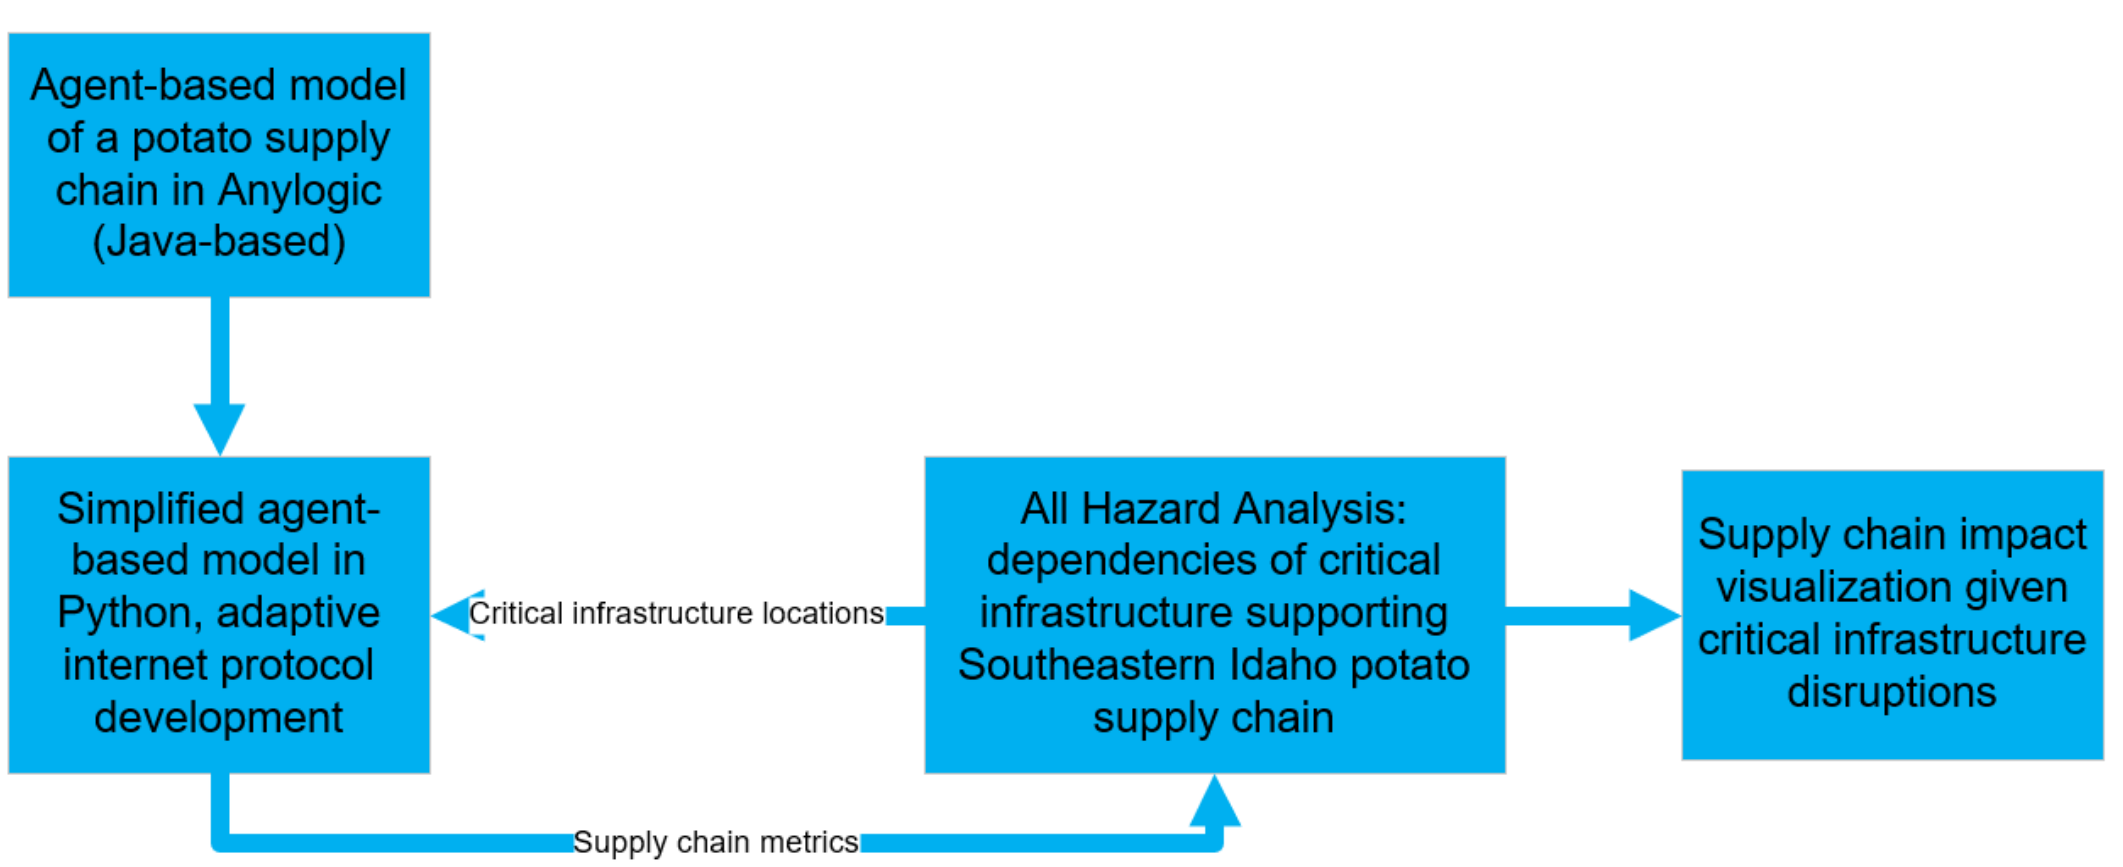 Agent-based model
of a potato supply
chain in Anylogic
(Java-based)
Simplified agent-
based model in
Python, adaptive
internet protocol
development
Critical infrastructure locations
All Hazard Analysis:
dependencies of critical
infrastructure supporting
Southeastern Idaho potato
supply chain
Supply chain impact
visualization given
critical infrastructure
disruptions
Supply chain metrics